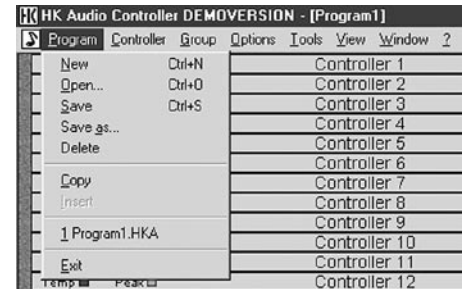 HK HK Audio Controller DEMOVERSION - [Program1]
Program Controller Group Options Tools View Window ?
New Ctrl+N
Open... Ctrl+O
Save Ctrl+S
Save as...
Delete
Copy
Insert
1 Program1.HKA
Exit
Controller 1
Controller 2
Controller 3
Controller 4
Controller 5
Controller 6
Controller 7
Controller 8
Controller 9
Controller 10
Controller 11
Temp Peak Controller 12